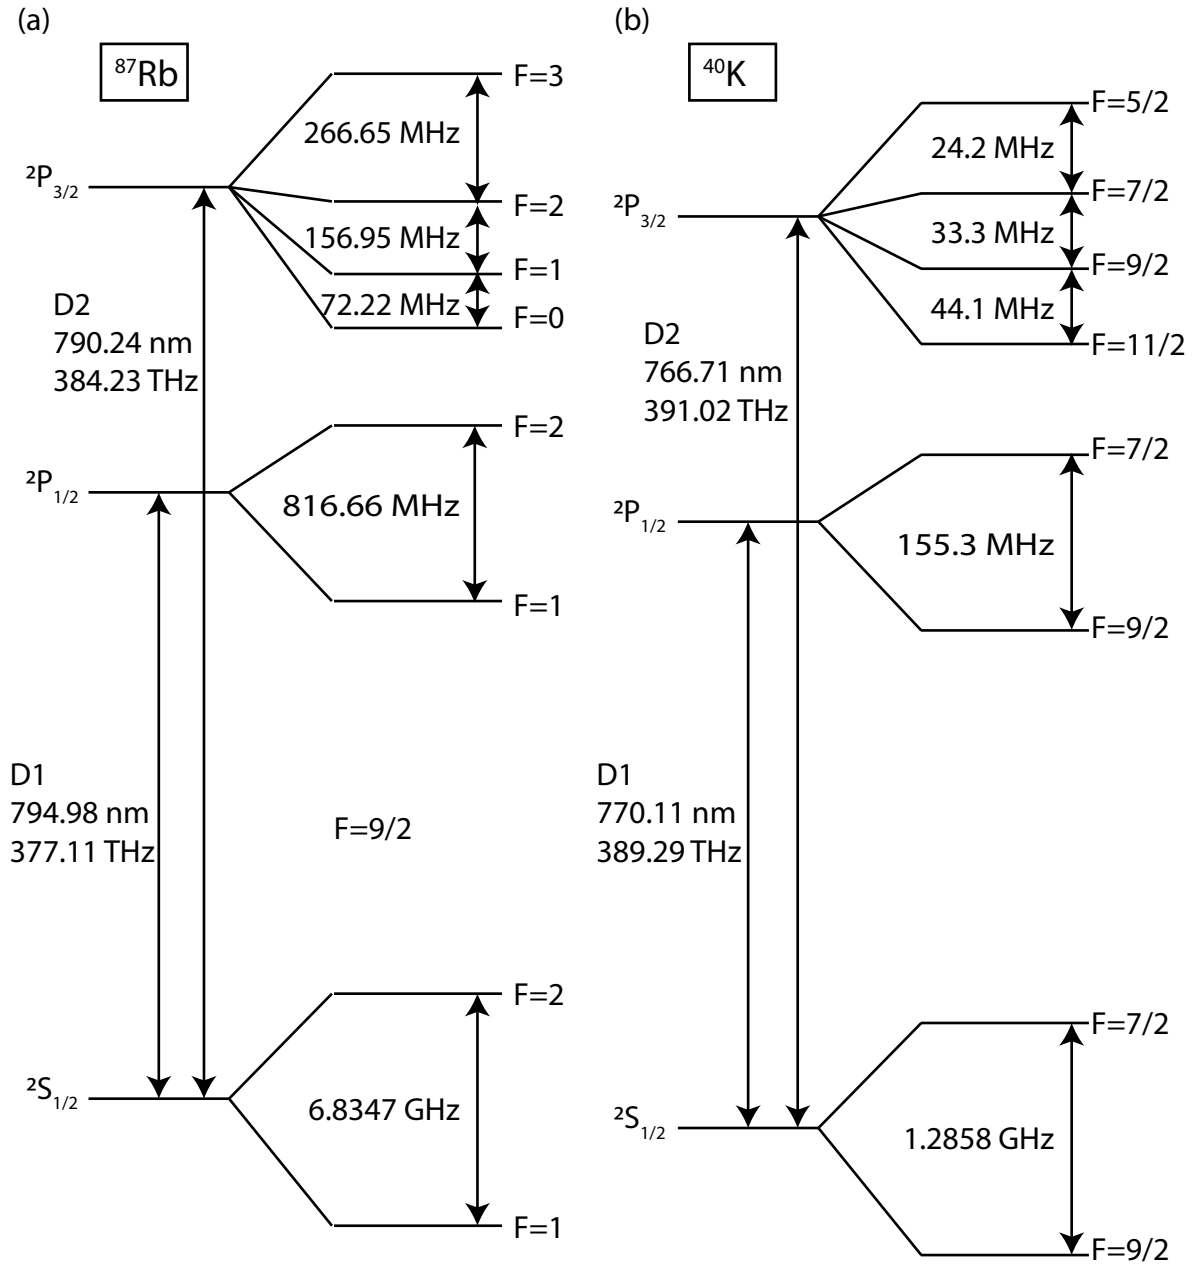 (a)
⁸⁷Rb
F=3
266.65 MHz
²P₃/₂
F=2
156.95 MHz
F=1
72.22 MHz
F=0
D2
790.24 nm
384.23 THz
F=2
²P₁/₂
816.66 MHz
F=1
D1
794.98 nm
377.11 THz
F=9/2
F=2
²S₁/₂
6.8347 GHz
F=1
(b)
⁴⁰K
F=5/2
24.2 MHz
F=7/2
²P₃/₂
33.3 MHz
F=9/2
44.1 MHz
F=11/2
D2
766.71 nm
391.02 THz
F=7/2
²P₁/₂
155.3 MHz
F=9/2
D1
770.11 nm
389.29 THz
F=7/2
²S₁/₂
1.2858 GHz
F=9/2